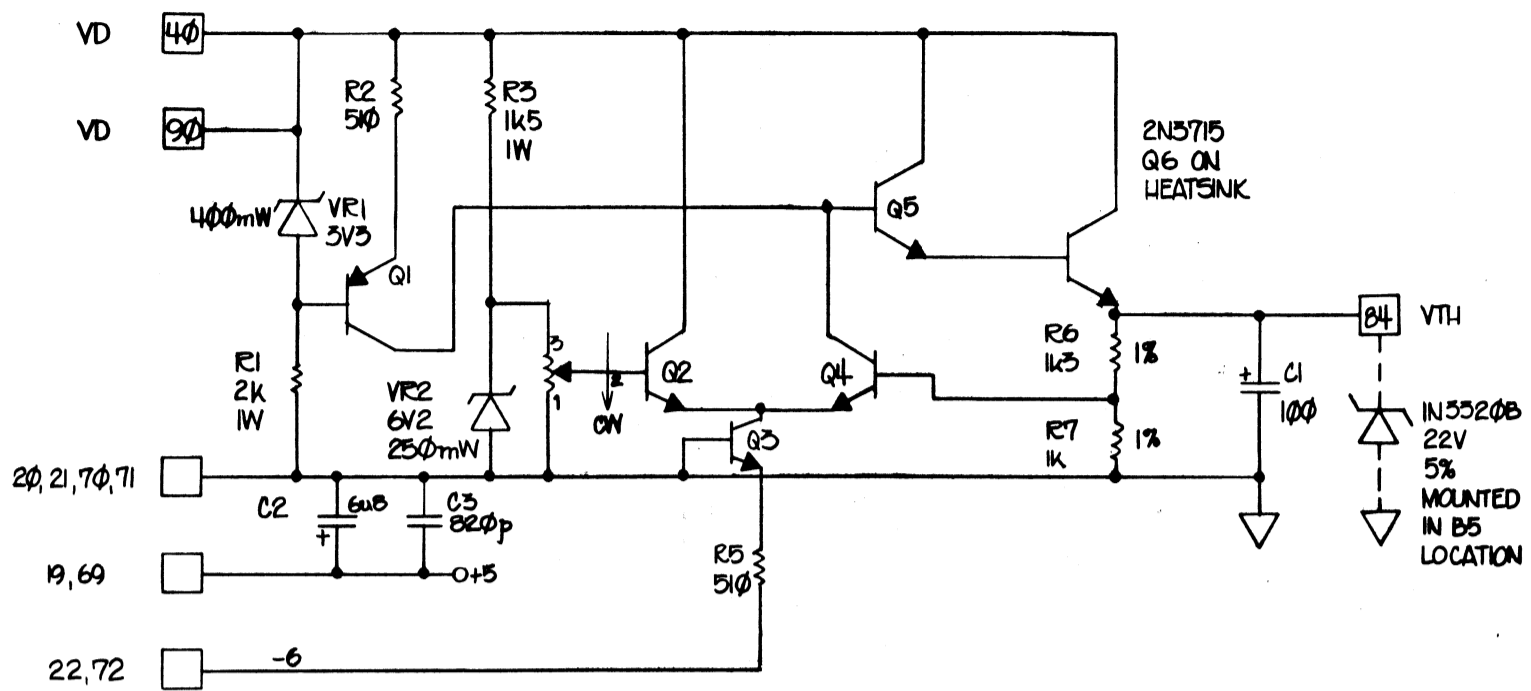 VD 4Ø
VD 9Ø
R2
51Ø
R3
1k5
1W
2N3715
Q6 ON
HEATSINK
4ØØmW
VR1
3V3
Q1
Q5
R1
2K
1W
VR2
6V2
25ØmW
3
2
1
CW
Q2
Q4
Q3
R6
1k3
1%
R7
1K
1%
84 VTH
+
C1
1ØØ
IN332ØB
22V
5%
MOUNTED
IN B5
LOCATION
2Ø, 21, 7Ø, 71
C2
6u8
+
C3
82Øp
19, 69
+5
R5
51Ø
22, 72
-6